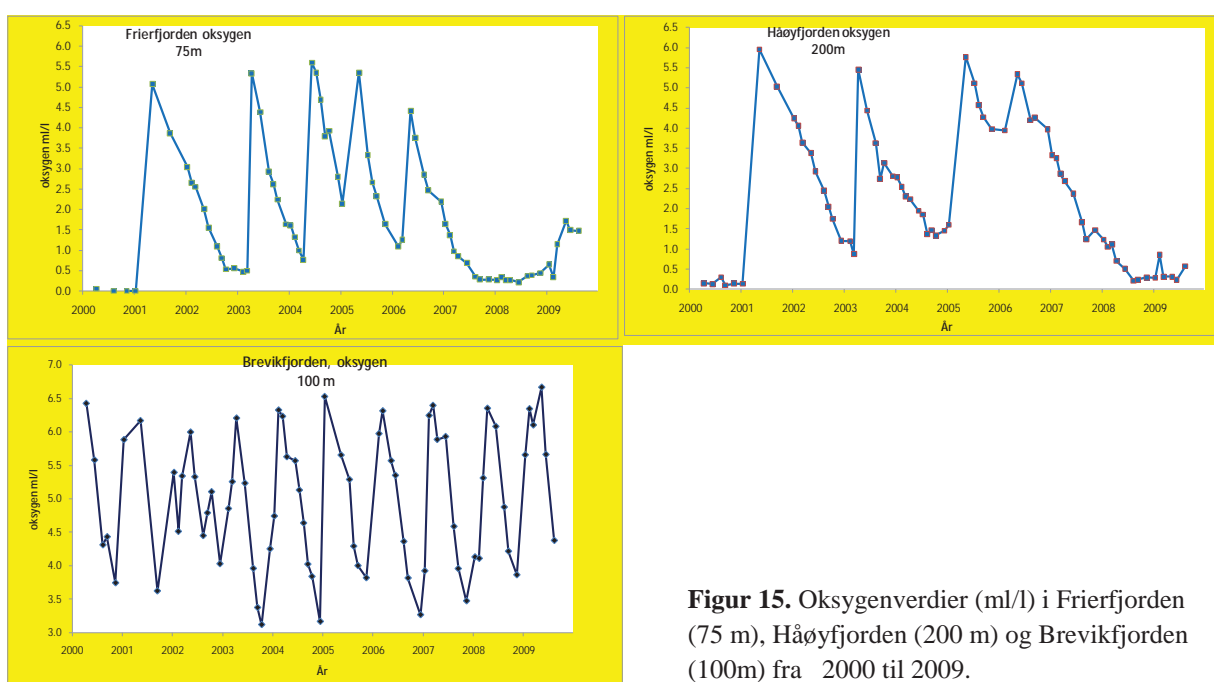 Frierfjorden oksygen
75m
oksygen ml/l
6.5
6.0
5.5
5.0
4.5
4.0
3.5
3.0
2.5
2.0
1.5
1.0
0.5
0.0
2000 2001 2002 2003 2004 2005 2006 2007 2008 2009
År
Håøyfjorden oksygen
200m
oksygen ml/l
6.5
6.0
5.5
5.0
4.5
4.0
3.5
3.0
2.5
2.0
1.5
1.0
0.5
0.0
2000 2001 2002 2003 2004 2005 2006 2007 2008 2009
År
Brevikfjorden, oksygen
100 m
oksygen ml/l
7.0
6.5
6.0
5.5
5.0
4.5
4.0
3.5
3.0
2000 2001 2002 2003 2004 2005 2006 2007 2008 2009
År
Figur 15. Oksygenverdier (ml/l) i Frierfjorden
(75 m), Håøyfjorden (200 m) og Brevikfjorden
(100m) fra 2000 til 2009.